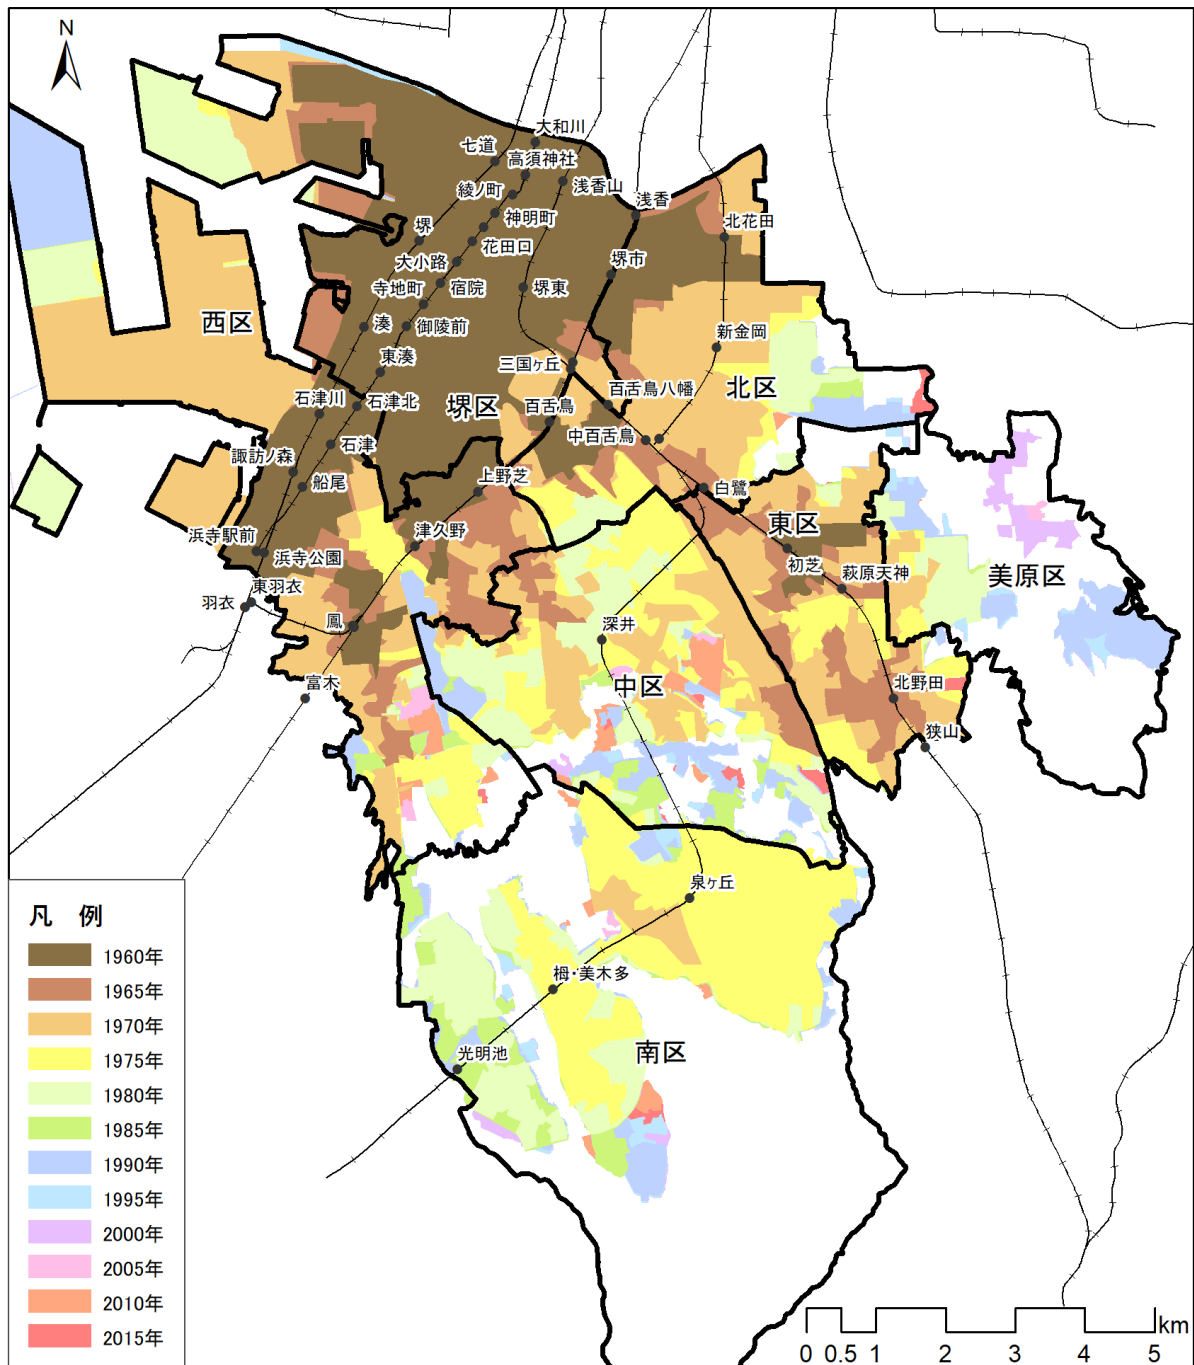 N
大和川
七道
高須神社
綾ノ町
浅香山
浅香
神明町
北花田
堺
花田口
大小路
堺市
寺地町
宿院
堺東
西区
湊
御陵前
新金岡
東湊
三国ヶ丘
北区
石津川
石津北
堺区
百舌鳥
百舌鳥八幡
中百舌鳥
石津
諏訪ノ森
船尾
上野芝
白鷺
浜寺駅前
津久野
東区
浜寺公園
初芝
萩原天神
美原区
東羽衣
羽衣
鳳
深井
富木
中区
北野田
狭山
泉ヶ丘
栂・美木多
光明池
南区
凡 例
1960年
1965年
1970年
1975年
1980年
1985年
1990年
1995年
2000年
2005年
2010年
2015年
km
0 0.5 1 2 3 4 5